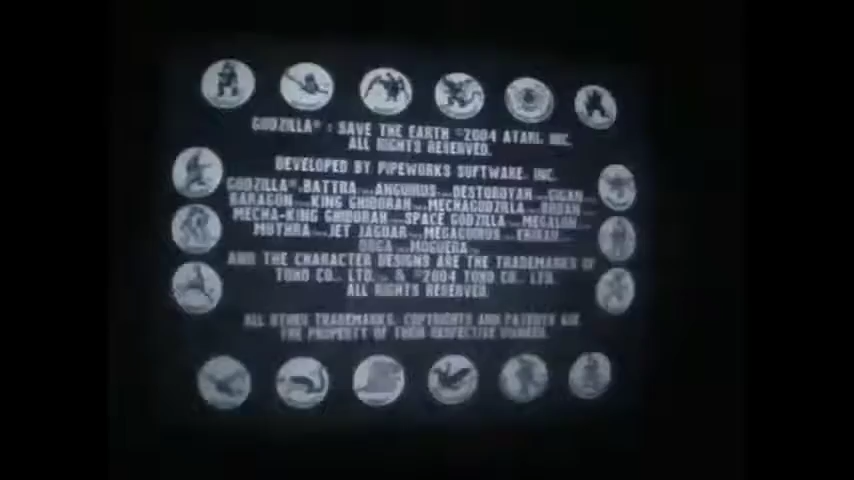 GODZILLA® : SAVE THE EARTH ©2004 ATARI, INC.
ALL RIGHTS RESERVED.
DEVELOPED BY PIPEWORKS SOFTWARE, INC.
GODZILLA®, BATTRA ANGUIRUS DESTOROYAH GIGAN
BARAGON KING GHIDORAH MECHAGODZILLA RODAN
MECHA-KING GHIDORAH SPACE GODZILLA MEGALON
MOTHRA JET JAGUAR MEGAGUIRUS
ORGA MOGUERA
AND THE CHARACTER DESIGNS ARE THE TRADEMARKS OF
TOHO CO., LTD. & ©2004 TOHO CO., LTD.
ALL RIGHTS RESERVED.
ALL OTHER TRADEMARKS, COPYRIGHTS AND PATENTS ARE
THE PROPERTY OF THEIR RESPECTIVE OWNERS.